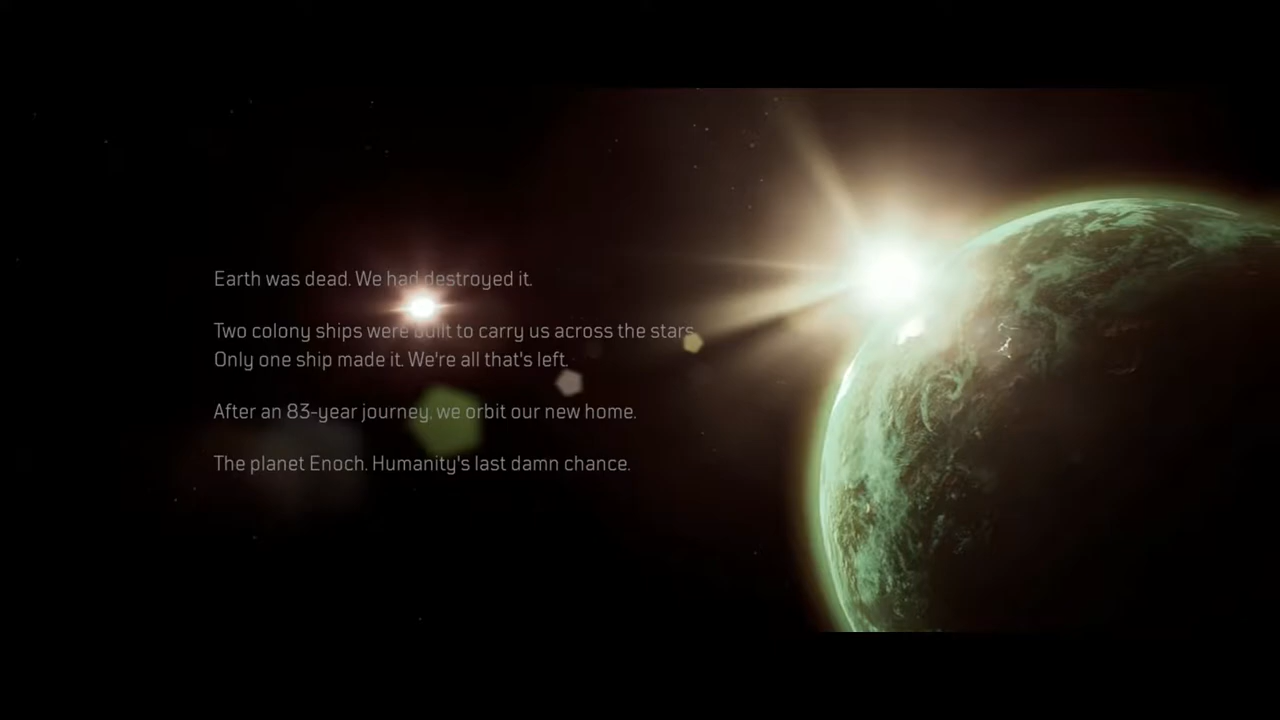 Earth was dead. We had destroyed it.
Two colony ships were built to carry us across the stars.
Only one ship made it. We're all that's left.
After an 83-year journey, we orbit our new home.
The planet Enoch. Humanity's last damn chance.